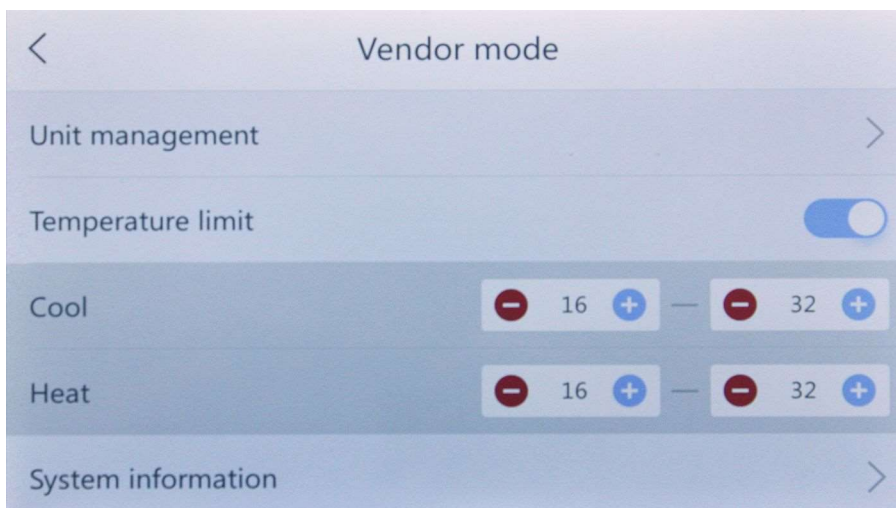 Vendor mode
Unit management
Temperature limit
Cool 16 — 32
Heat 16 — 32
System information